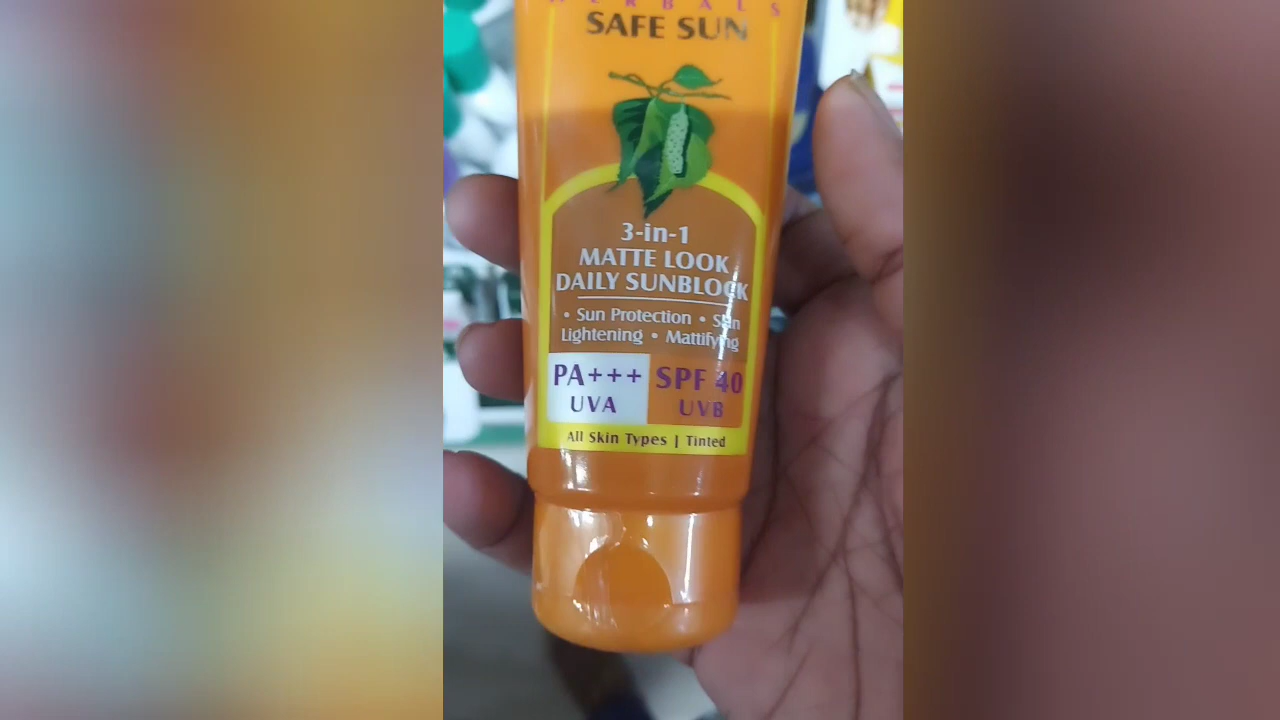 HERBALS
SAFE SUN
3-in-1
MATTE LOOK
DAILY SUNBLOCK
• Sun Protection • Skin
Lightening • Mattifying
PA+++ SPF 40
UVA UVB
All Skin Types | Tinted